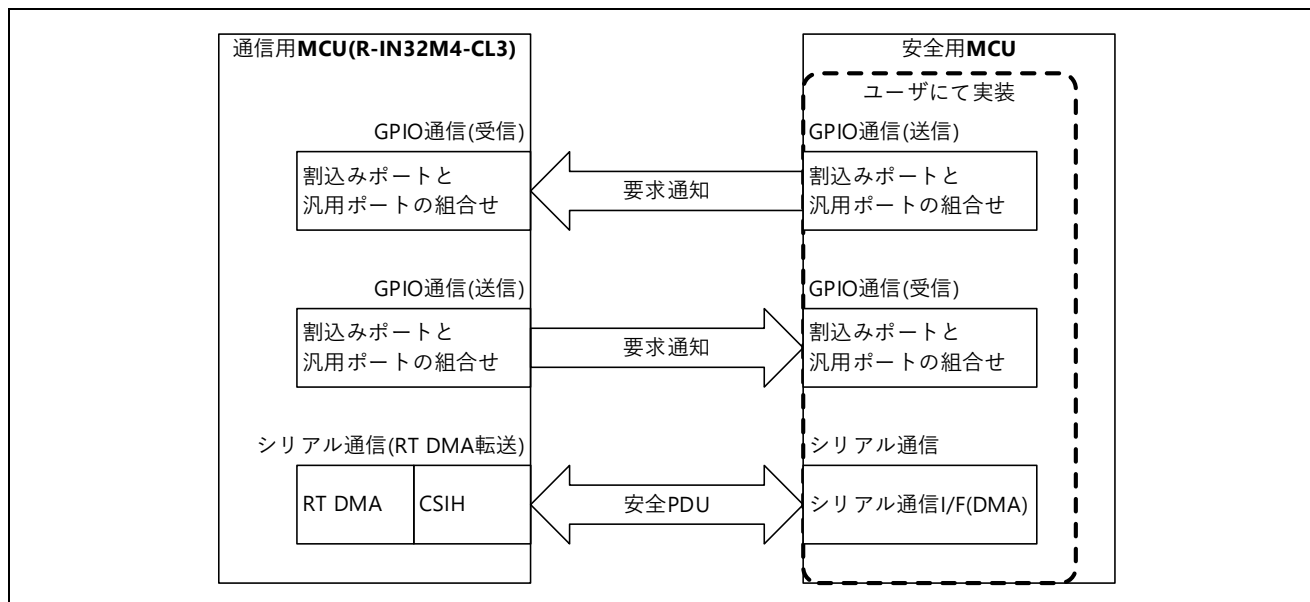 通信用MCU(R-IN32M4-CL3)
安全用MCU
ユーザにて実装
GPIO通信(受信)
GPIO通信(送信)
割込みポートと
汎用ポートの組合せ
要求通知
割込みポートと
汎用ポートの組合せ
GPIO通信(送信)
GPIO通信(受信)
割込みポートと
汎用ポートの組合せ
要求通知
割込みポートと
汎用ポートの組合せ
シリアル通信(RT DMA転送)
シリアル通信
RT DMA
CSIH
安全PDU
シリアル通信I/F(DMA)